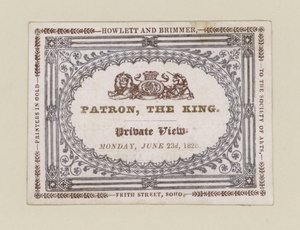 HOWLETT AND BRIMMER,
PRINTERS IN GOLD
TO THE SOCIETY OF ARTS,
PATRON, THE KING.
Private View.
MONDAY, JUNE 23d,
FRITH STREET, SOHO.